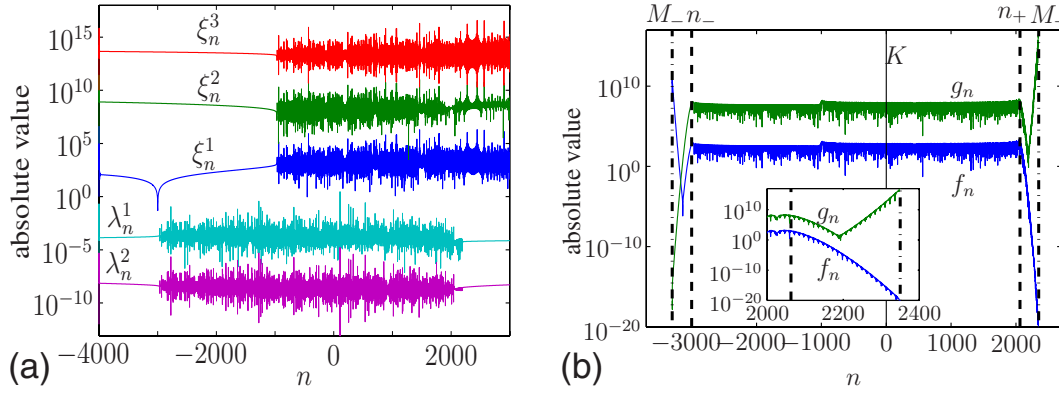 absolute value
10^15
10^10
10^5
10^0
10^−5
10^−10
ξ_n^3
ξ_n^2
ξ_n^1
λ_n^1
λ_n^2
−4000 −2000 0 2000
n
(a)
M_− n_− n_+ M_
K
absolute value
10^10
10^0
10^−10
10^−20
g_n
f_n
10^10
10^0
10^−10
10^−20
g_n
f_n
2000 2200 2400
−3000 −2000 −1000 0 1000 2000
n
(b)